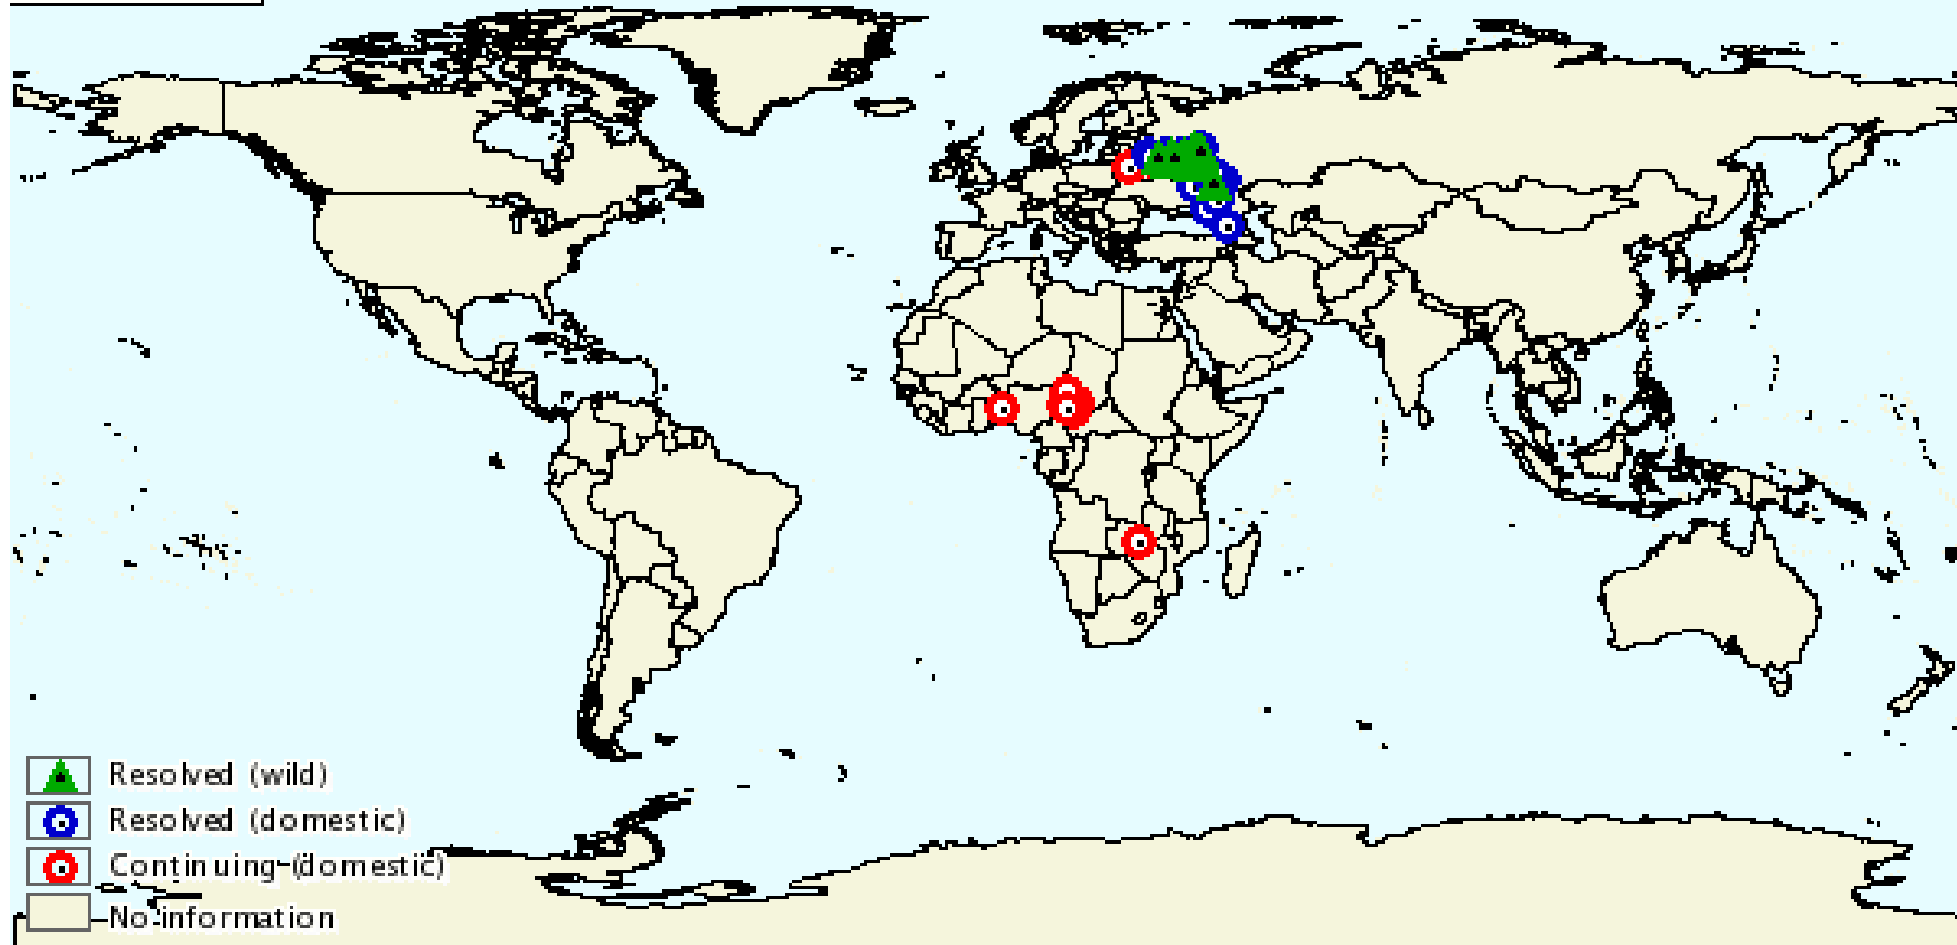 Resolved (wild)
Resolved (domestic)
Continuing (domestic)
No information